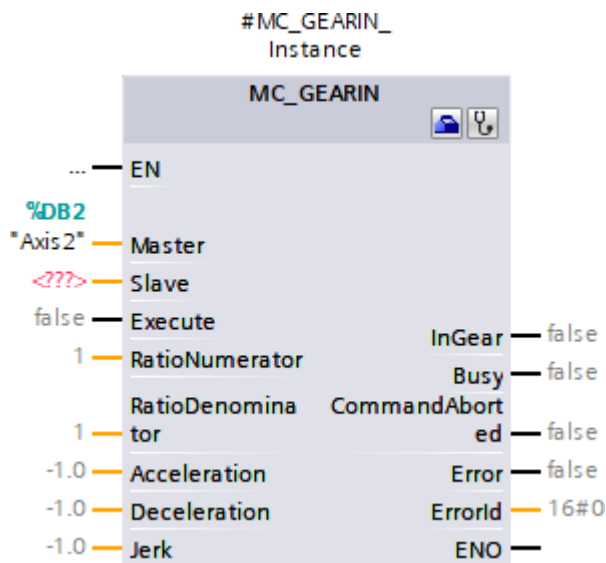 #MC_GEARIN_
Instance
MC_GEARIN
... EN
%DB2
"Axis2" Master
<???> Slave
false Execute
InGear false
1 RatioNumerator
Busy false
RatioDenomina CommandAbort
1 tor ed false
-1.0 Acceleration Error false
-1.0 Deceleration ErrorId 16#0
-1.0 Jerk ENO